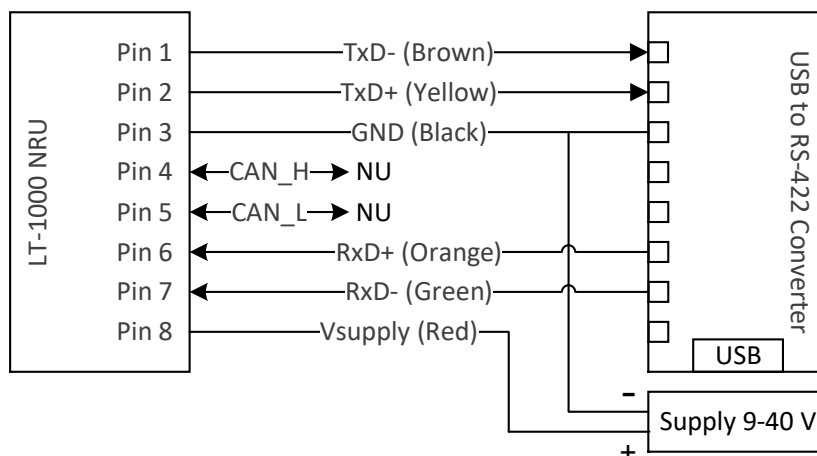 LT-1000 NRU
Pin 1 TxD- (Brown)
Pin 2 TxD+ (Yellow)
Pin 3 GND (Black)
Pin 4 CAN_H NU
Pin 5 CAN_L NU
Pin 6 RxD+ (Orange)
Pin 7 RxD- (Green)
Pin 8 Vsupply (Red)
USB to RS-422 Converter
USB
-
Supply 9-40 V
+